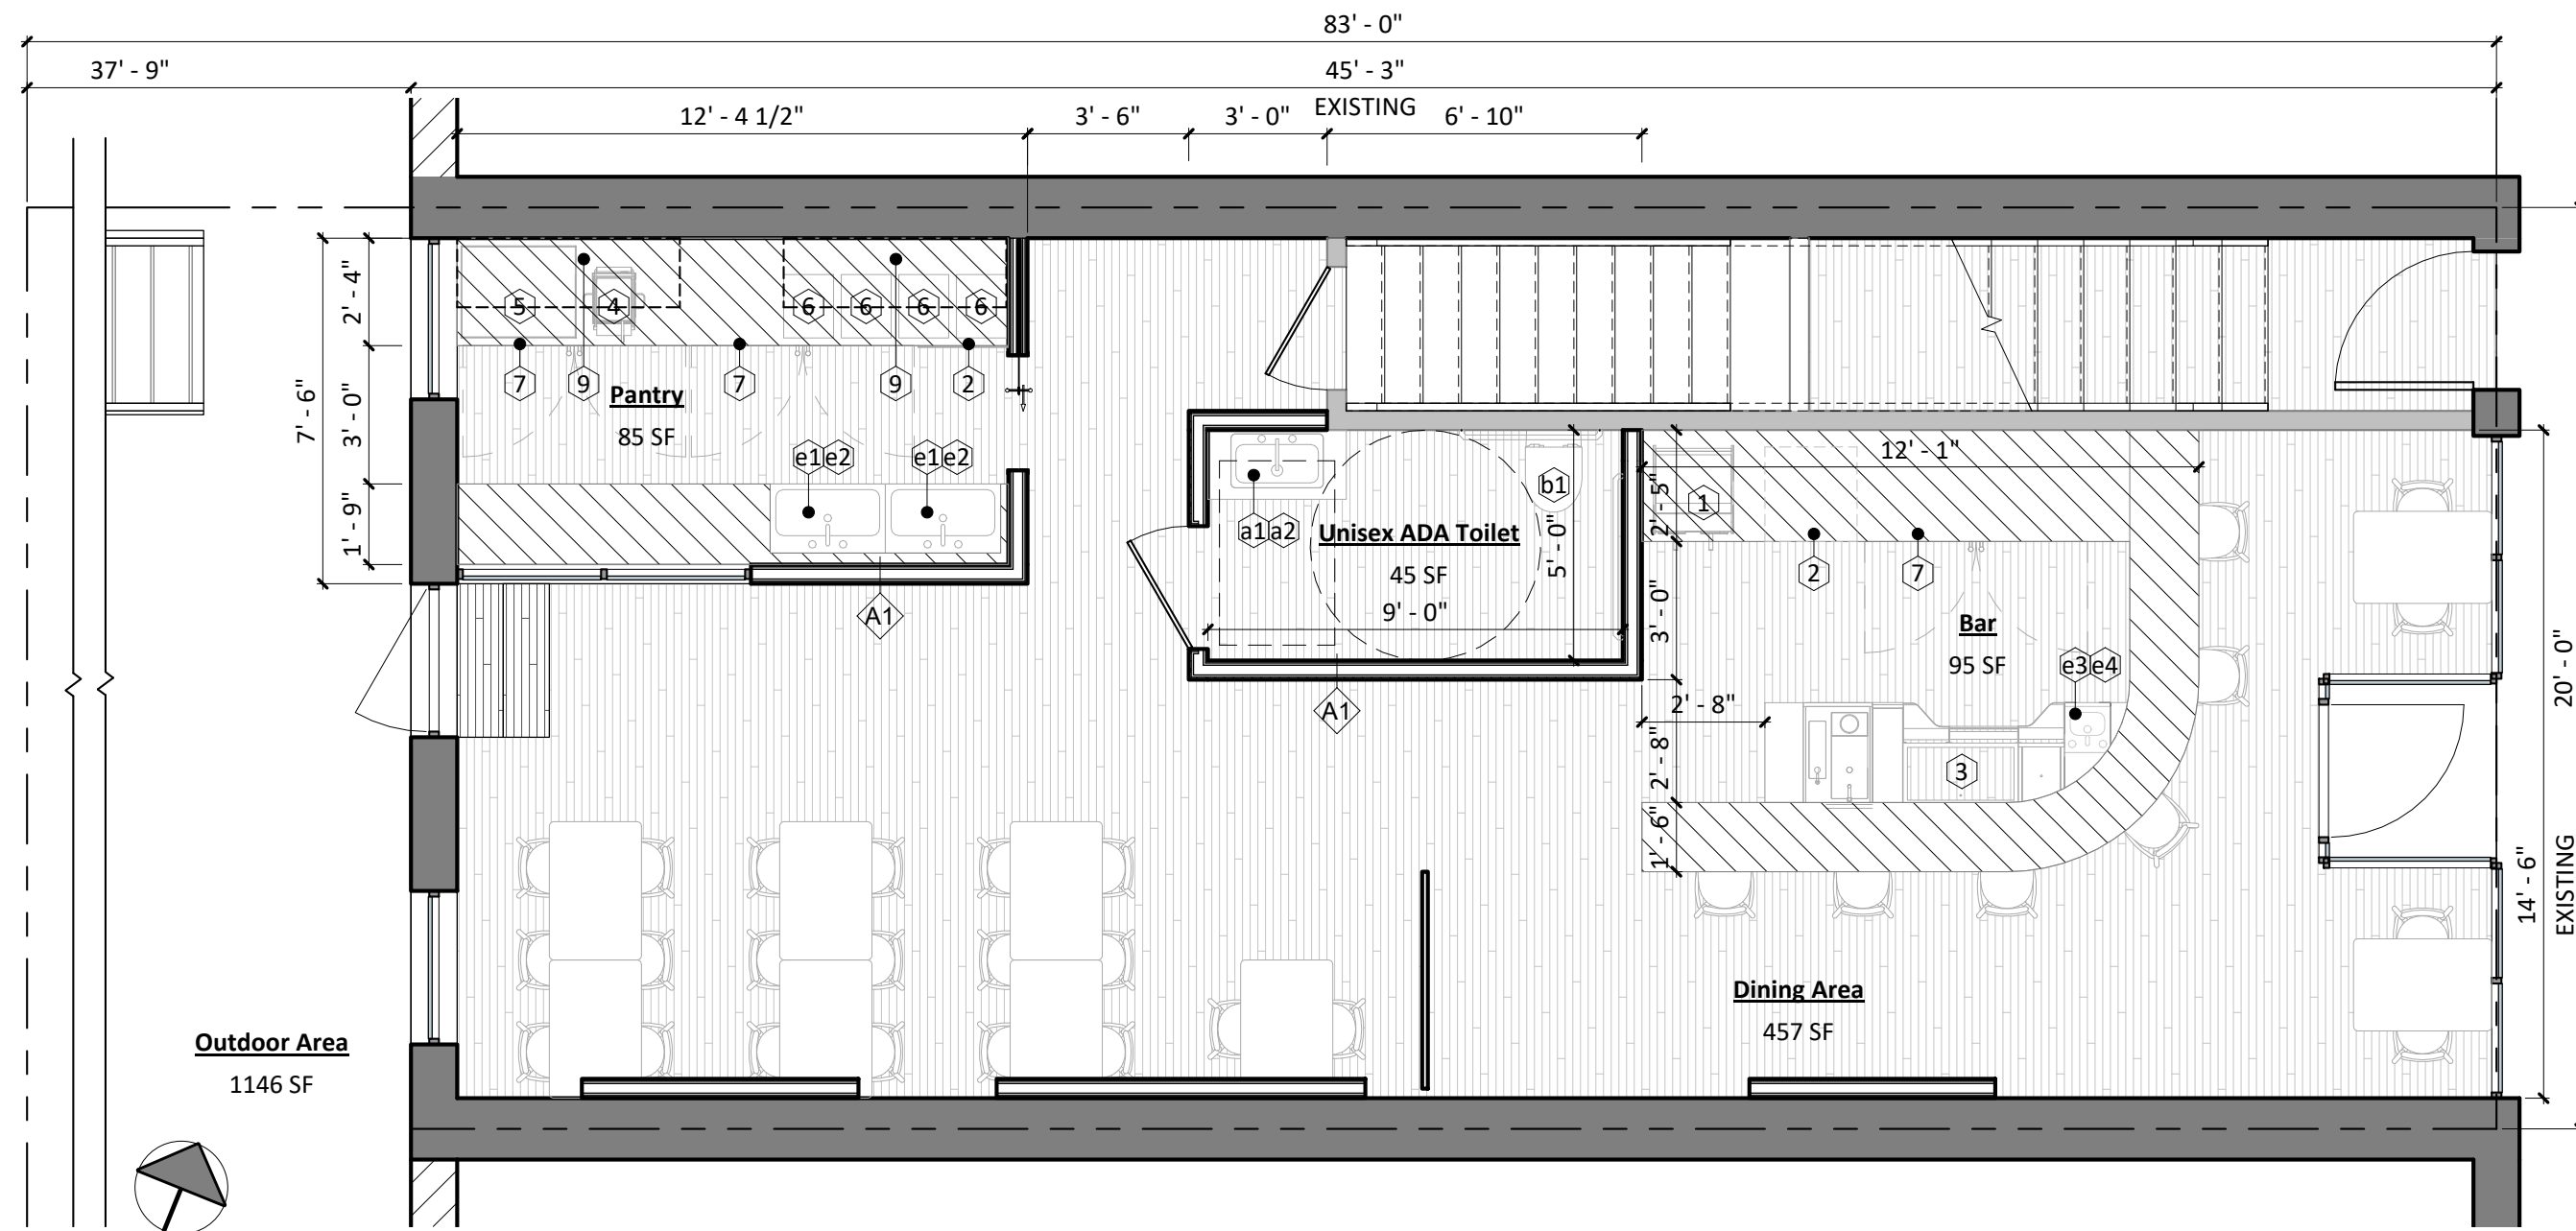 83' - 0"
37' - 9"
45' - 3"
EXISTING
12' - 4 1/2"
3' - 6"
3' - 0"
6' - 10"
7' - 6"
2' - 4"
3' - 0"
1' - 9"
5
4
6
6
6
6
7
9
7
9
2
Pantry
85 SF
e1 e2
e1 e2
A1
a1 a2
b1
Unisex ADA Toilet
45 SF
9' - 0"
5' - 0"
A1
12' - 1"
2' - 5"
1
2
7
3' - 0"
Bar
95 SF
e3 e4
2' - 8"
2' - 8"
3
1' - 6"
Dining Area
457 SF
Outdoor Area
1146 SF
20' - 0"
14' - 6"
EXISTING